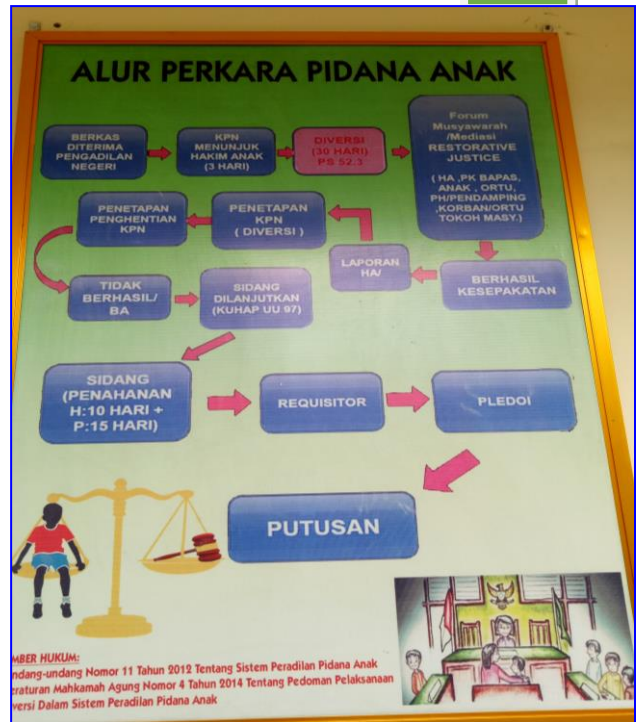 ALUR PERKARA PIDANA ANAK
BERKAS
DITERIMA
PENGADILAN
NEGERI
KPN
MENUNJUK
HAKIM ANAK
(3 HARI)
DIVERSI
(30 HARI)
PS 52.3
Forum
Musyawarah
/Mediasi
RESTORATIVE
JUSTICE
( HA ,PK BAPAS,
ANAK , ORTU,
PH/PENDAMPING
,KORBAN/ORTU
TOKOH MASY.)
BERHASIL
KESEPAKATAN
LAPORAN
HA/
PENETAPAN
KPN
( DIVERSI )
PENETAPAN
PENGHENTIAN
KPN
TIDAK
BERHASIL/
BA
SIDANG
DILANJUTKAN
(KUHAP UU 97)
SIDANG
(PENAHANAN
H:10 HARI +
P:15 HARI)
REQUISITOR
PLEDOI
PUTUSAN
MBER HUKUM:
ndang-undang Nomor 11 Tahun 2012 Tentang Sistem Peradilan Pidana Anak
eraturan Mahkamah Agung Nomor 4 Tahun 2014 Tentang Pedoman Pelaksanaan
versi Dalam Sistem Peradilan Pidana Anak